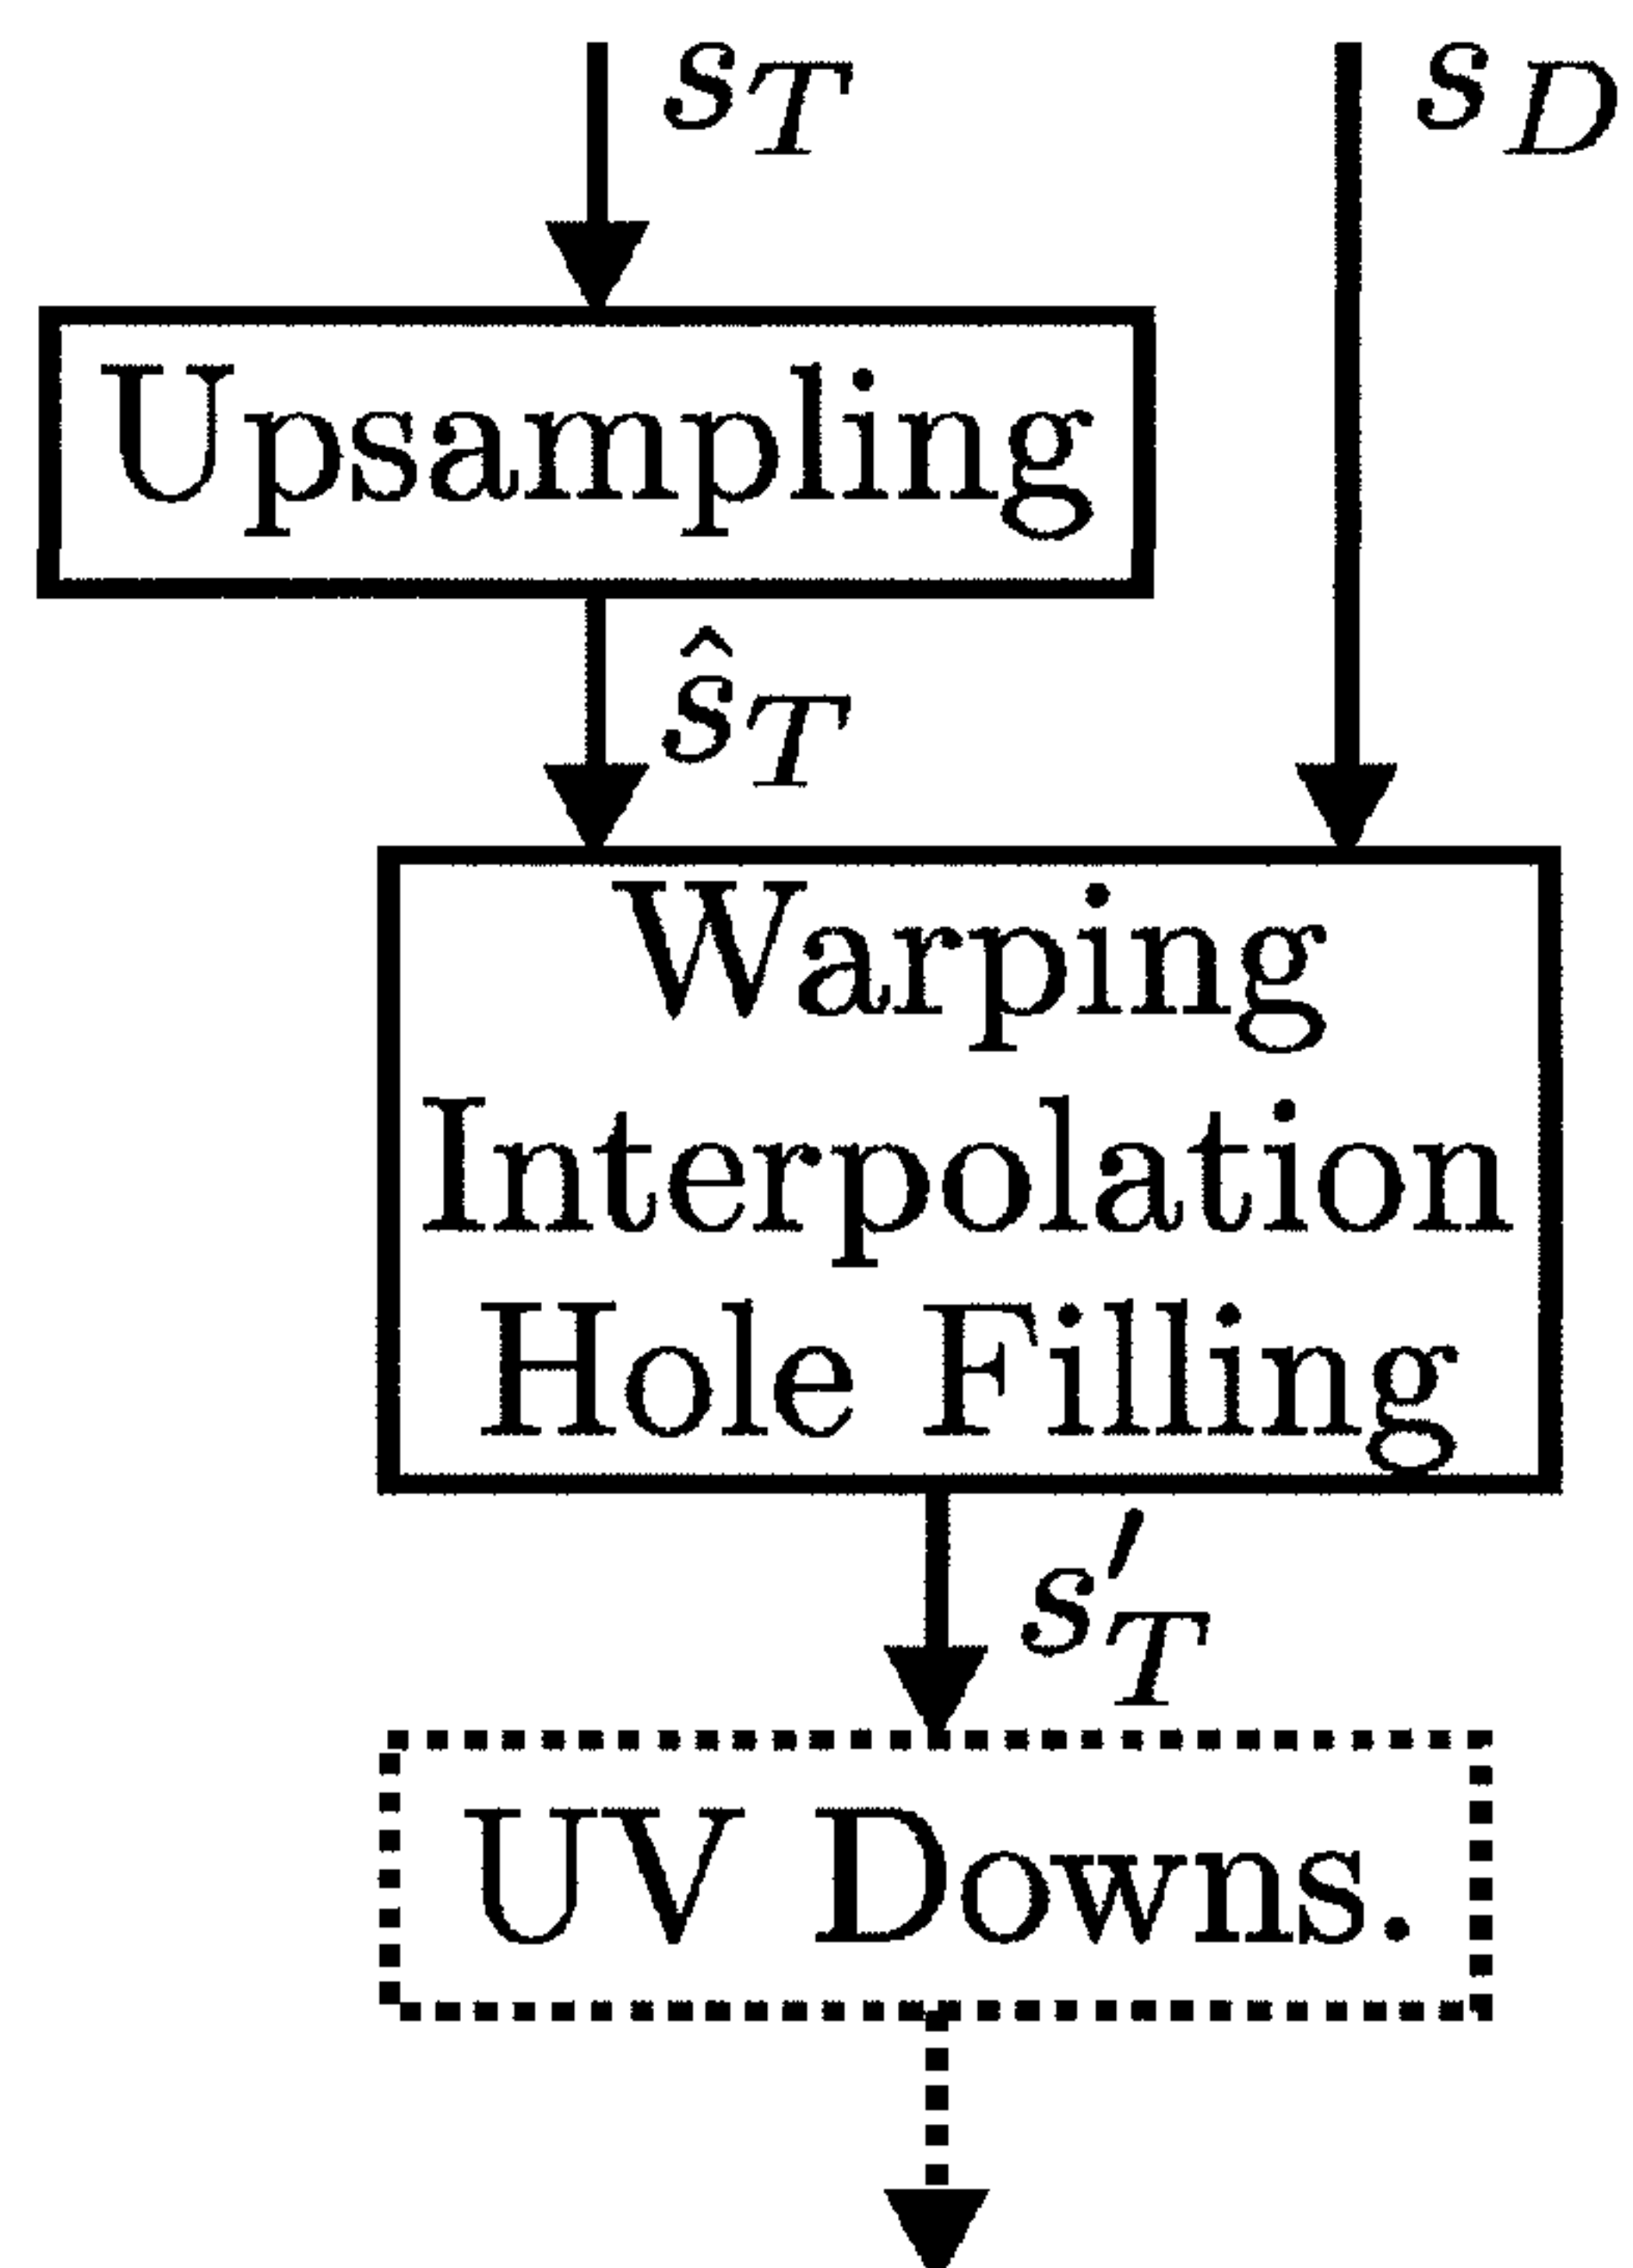 s_T s_D
Upsampling
ŝ_T
Warping
Interpolation
Hole Filling
s′_T
UV Downs.